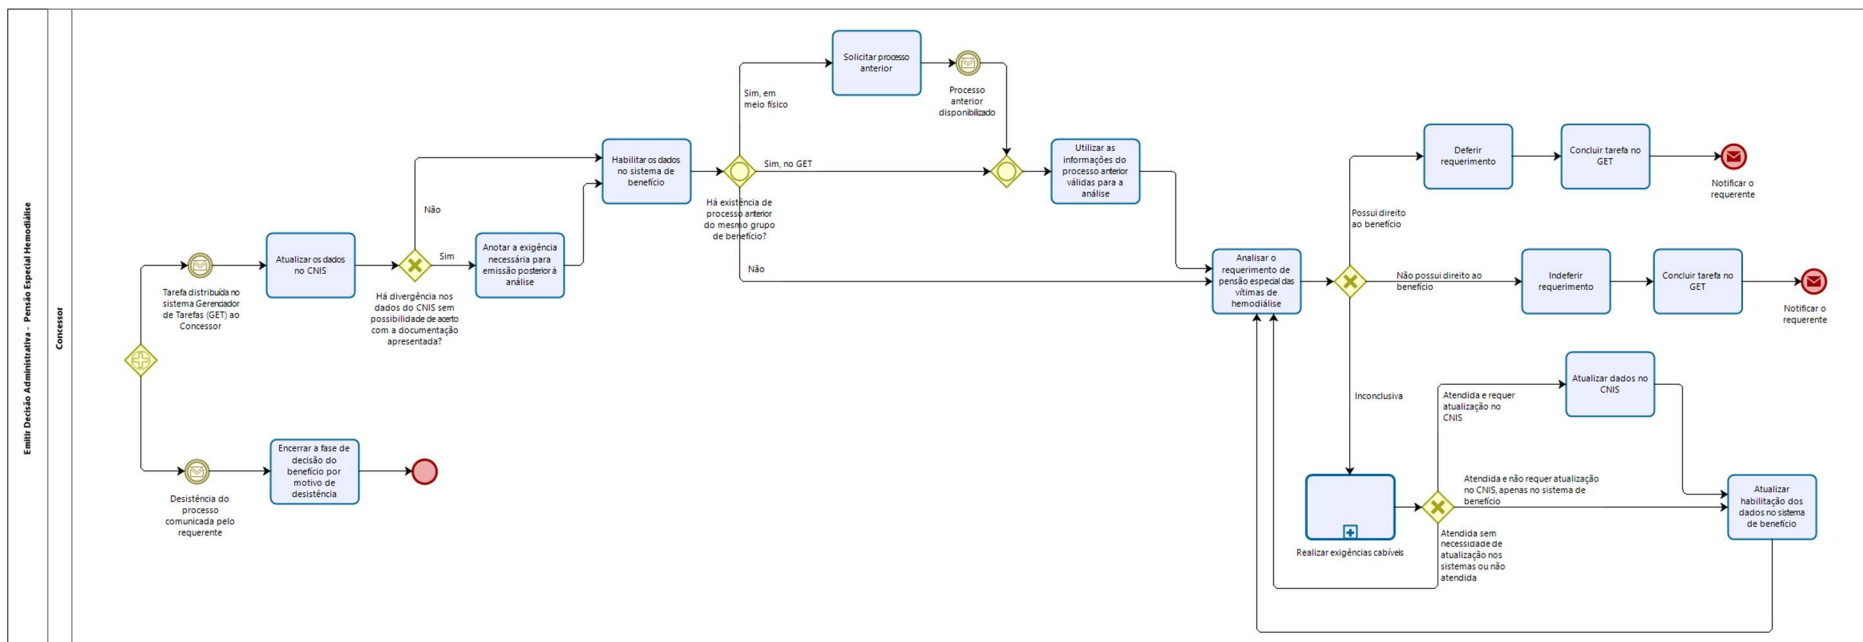 Emitir Decisão Administrativa - Pensão Especial Hemodiálise
Concessor
Tarefa distribuída no
sistema Gerenciador
de Tarefas (GET) ao
Concessor
Atualizar os dados
no CNIS
Não
Sim
Há divergência nos
dados do CNIS sem
possibilidade de acerto
com a documentação
apresentada?
Anotar a exigência
necessária para
emissão posterior à
análise
Habilitar os dados
no sistema de
benefício
Sim, em
meio físico
Sim, no GET
Há existência de
processo anterior
do mesmo grupo
de benefício?
Não
Solicitar processo
anterior
Processo
anterior
disponibilizado
Utilizar as
informações do
processo anterior
válidas para a
análise
Analisar o
requerimento de
pensão especial das
vítimas de
hemodiálise
Possui direito
ao benefício
Deferir
requerimento
Concluir tarefa no
GET
Notificar o
requerente
Não possui direito ao
benefício
Indeferir
requerimento
Concluir tarefa no
GET
Notificar o
requerente
Inconclusiva
Realizar exigências cabíveis
Atendida e requer
atualização no
CNIS
Atualizar dados no
CNIS
Atendida e não requer atualização
no CNIS, apenas no sistema de
benefício
Atendida sem
necessidade de
atualização nos
sistemas ou não
atendida
Atualizar
habilitação dos
dados no sistema
de benefício
Desistência do
processo
comunicada pelo
requerente
Encerrar a fase de
decisão do
benefício por
motivo de
desistência